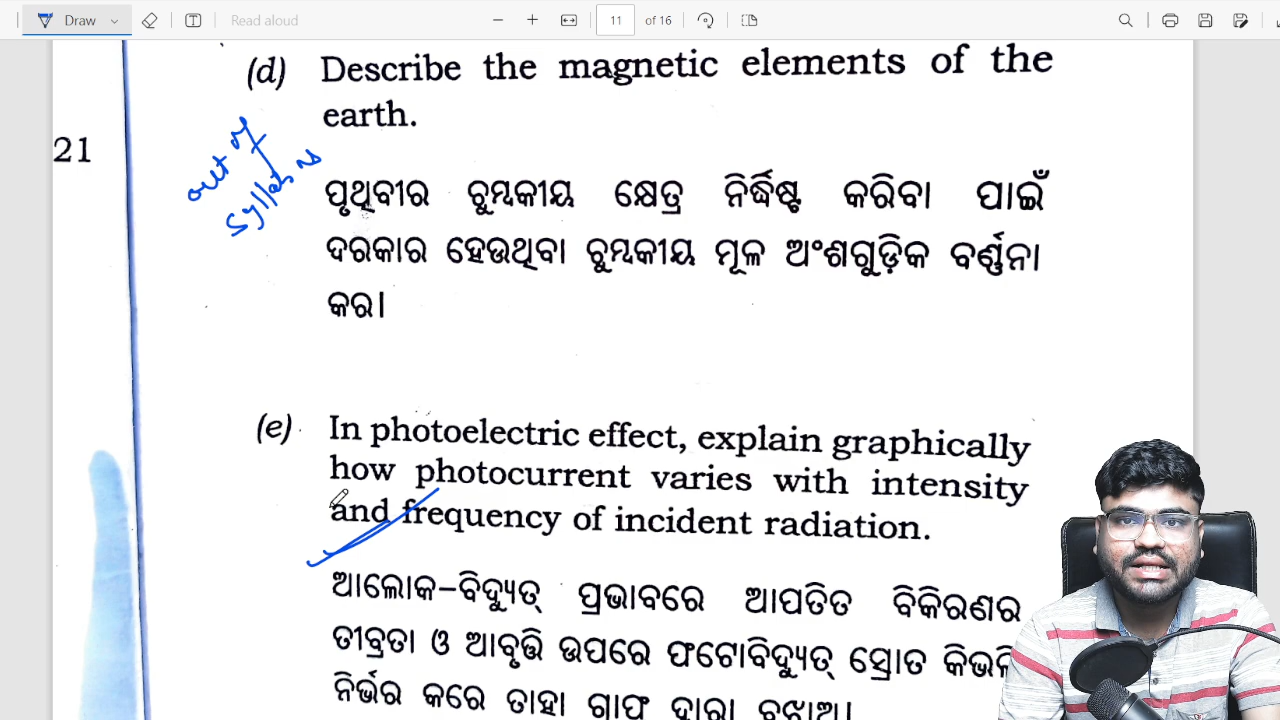 Draw
Read aloud
11 of 16
(d) Describe the magnetic elements of the
earth.
21
out of
syllabus
ପୃଥିବୀର ଚୁମ୍ବକୀୟ କ୍ଷେତ୍ର ନିର୍ଦ୍ଧିଷ୍ଟ କରିବା ପାଇଁ
ଦରକାର ହେଉଥିବା ଚୁମ୍ବକୀୟ ମୂଳ ଅଂଶଗୁଡ଼ିକ ବର୍ଣ୍ଣନା
କର।
(e) In photoelectric effect, explain graphically
how photocurrent varies with intensity
and frequency of incident radiation.
ଆଲୋକ-ବିଦ୍ୟୁତ୍ ପ୍ରଭାବରେ ଆପତିତ ବିକିରଣର
ତୀବ୍ରତା ଓ ଆବୃତ୍ତି ଉପରେ ଫଟୋବିଦ୍ୟୁତ୍ ସ୍ରୋତ
ନିର୍ଭର କରେ ତାହା ଗ୍ରାଫ ଦ୍ୱାରା ବୁଝାଅ।